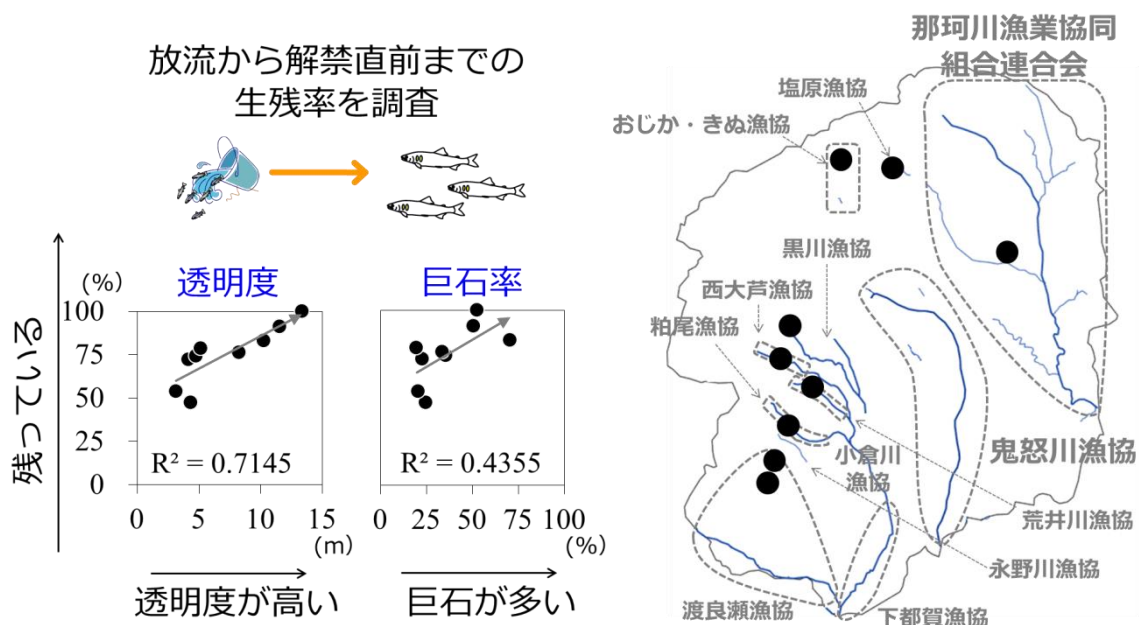 放流から解禁直前までの
生残率を調査
残っている
(%)
透明度
100
75
50
25
0
R² = 0.7145
0 5 10 15
(m)
透明度が高い
巨石率
R² = 0.4355
0 25 50 75 100
(%)
巨石が多い
那珂川漁業協同
組合連合会
塩原漁協
おじか・きぬ漁協
黒川漁協
西大芦漁協
粕尾漁協
小倉川
漁協
鬼怒川漁協
荒井川漁協
永野川漁協
渡良瀬漁協
下都賀漁協